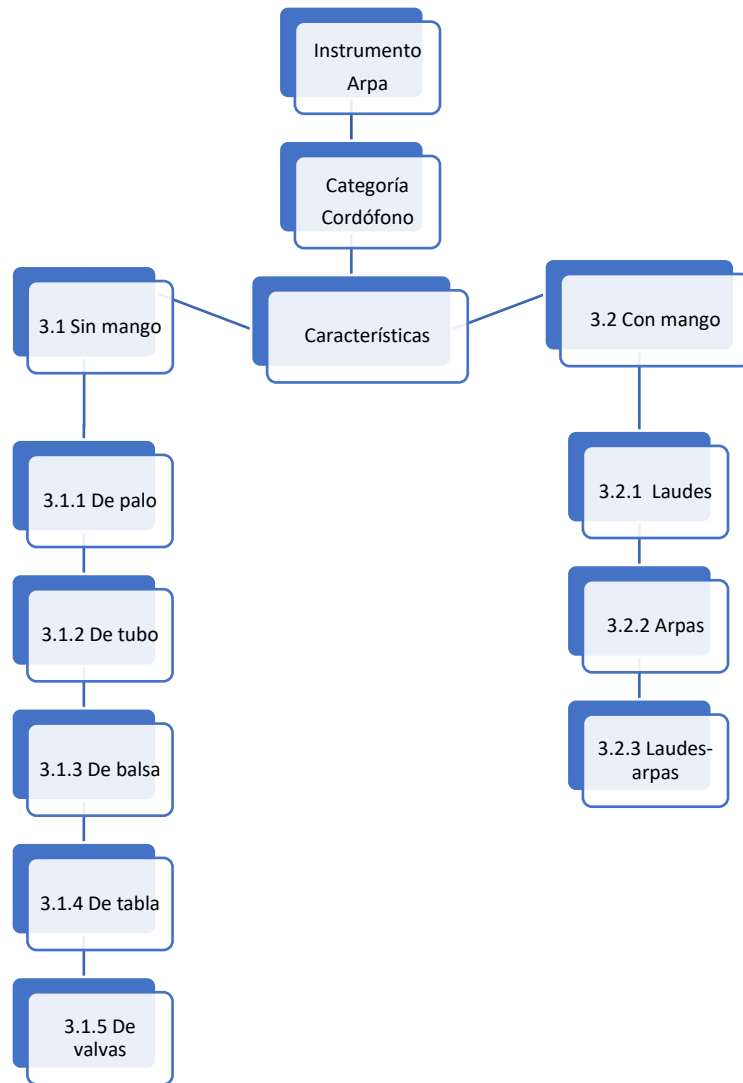 Instrumento
Arpa
Categoría
Cordófono
Características
3.1 Sin mango
3.1.1 De palo
3.1.2 De tubo
3.1.3 De balsa
3.1.4 De tabla
3.1.5 De
valvas
3.2 Con mango
3.2.1 Laudes
3.2.2 Arpas
3.2.3 Laudes-
arpas